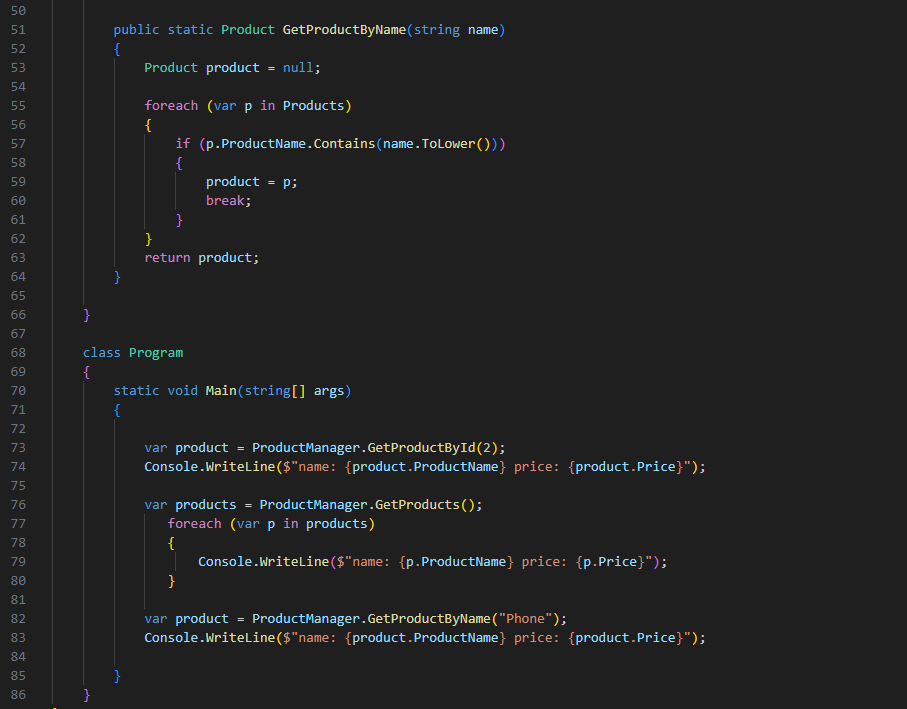 50
51 public static Product GetProductByName(string name)
52 {
53 Product product = null;
54
55 foreach (var p in Products)
56 {
57 if (p.ProductName.Contains(name.ToLower()))
58 {
59 product = p;
60 break;
61 }
62 }
63 return product;
64 }
65
66 }
67
68 class Program
69 {
70 static void Main(string[] args)
71 {
72
73 var product = ProductManager.GetProductById(2);
74 Console.WriteLine($"name: {product.ProductName} price: {product.Price}");
75
76 var products = ProductManager.GetProducts();
77 foreach (var p in products)
78 {
79 Console.WriteLine($"name: {p.ProductName} price: {p.Price}");
80 }
81
82 var product = ProductManager.GetProductByName("Phone");
83 Console.WriteLine($"name: {product.ProductName} price: {product.Price}");
84
85 }
86 }